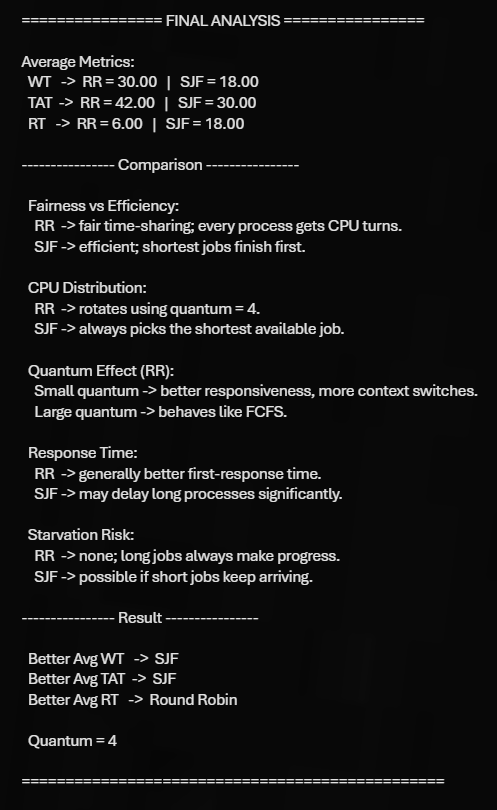 ================ FINAL ANALYSIS ================
Average Metrics:
WT -> RR = 30.00 | SJF = 18.00
TAT -> RR = 42.00 | SJF = 30.00
RT -> RR = 6.00 | SJF = 18.00
---------------- Comparison ----------------
Fairness vs Efficiency:
RR -> fair time-sharing; every process gets CPU turns.
SJF -> efficient; shortest jobs finish first.
CPU Distribution:
RR -> rotates using quantum = 4.
SJF -> always picks the shortest available job.
Quantum Effect (RR):
Small quantum -> better responsiveness, more context switches.
Large quantum -> behaves like FCFS.
Response Time:
RR -> generally better first-response time.
SJF -> may delay long processes significantly.
Starvation Risk:
RR -> none; long jobs always make progress.
SJF -> possible if short jobs keep arriving.
---------------- Result ----------------
Better Avg WT -> SJF
Better Avg TAT -> SJF
Better Avg RT -> Round Robin
Quantum = 4
================================================